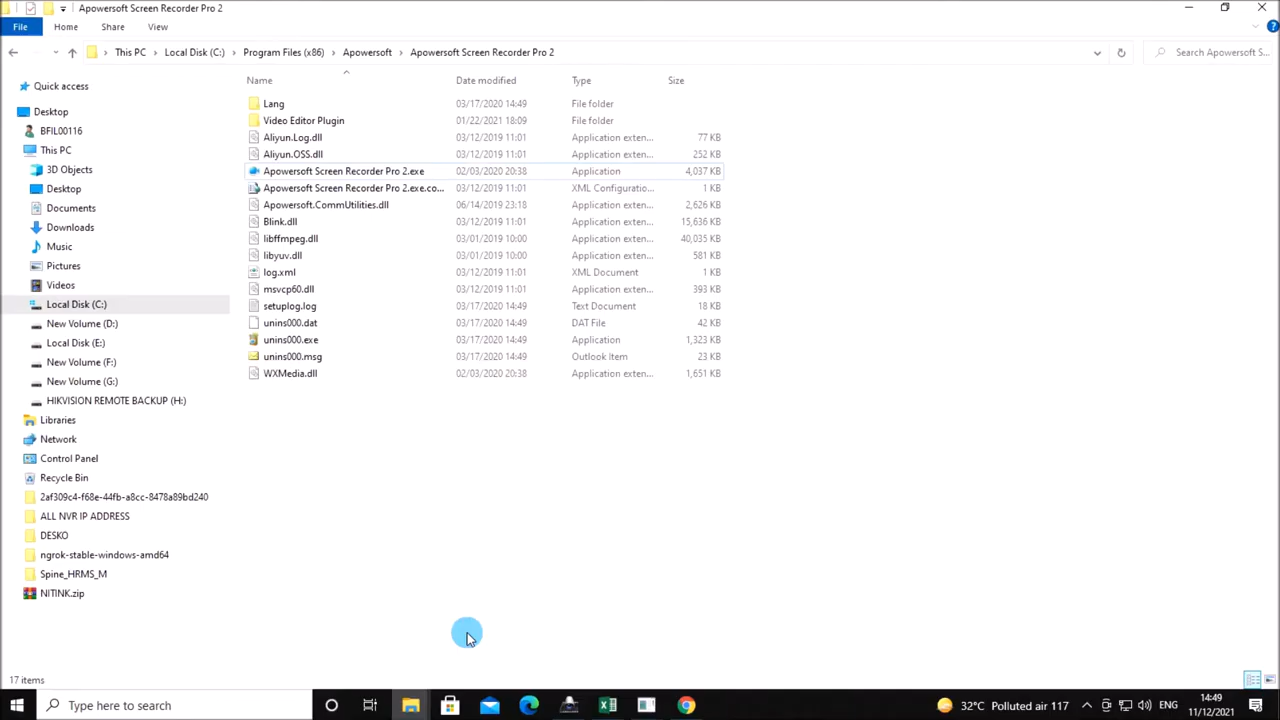 Apowersoft Screen Recorder Pro 2
File Home Share View
This PC Local Disk (C:) Program Files (x86) Apowersoft Apowersoft Screen Recorder Pro 2 Search Apowersoft S...
Name Date modified Type Size
Quick access
Desktop
BFIL00116
This PC
3D Objects
Desktop
Documents
Downloads
Music
Pictures
Videos
Local Disk (C:)
New Volume (D:)
Local Disk (E:)
New Volume (F:)
New Volume (G:)
HIKVISION REMOTE BACKUP (H:)
Libraries
Network
Control Panel
Recycle Bin
2af309c4-f68e-44fb-a8cc-8478a89bd240
ALL NVR IP ADDRESS
DESKO
ngrok-stable-windows-amd64
Spine_HRMS_M
NITINK.zip
Lang 03/17/2020 14:49 File folder
Video Editor Plugin 01/22/2021 18:09 File folder
Aliyun.Log.dll 03/12/2019 11:01 Application exten... 77 KB
Aliyun.OSS.dll 03/12/2019 11:01 Application exten... 252 KB
Apowersoft Screen Recorder Pro 2.exe 02/03/2020 20:38 Application 4,037 KB
Apowersoft Screen Recorder Pro 2.exe.co... 03/12/2019 11:01 XML Configuratio... 1 KB
Apowersoft.CommUtilities.dll 06/14/2019 23:18 Application exten... 2,626 KB
Blink.dll 03/12/2019 11:01 Application exten... 15,636 KB
libffmpeg.dll 03/01/2019 10:00 Application exten... 40,035 KB
libyuv.dll 03/01/2019 10:00 Application exten... 581 KB
log.xml 03/12/2019 11:01 XML Document 1 KB
msvcp60.dll 03/12/2019 11:01 Application exten... 393 KB
setuplog.log 03/17/2020 14:49 Text Document 18 KB
unins000.dat 03/17/2020 14:49 DAT File 42 KB
unins000.exe 03/17/2020 14:49 Application 1,323 KB
unins000.msg 03/17/2020 14:49 Outlook Item 23 KB
WXMedia.dll 02/03/2020 20:38 Application exten... 1,651 KB
17 items
Type here to search 32°C Polluted air 117 ENG 14:49
11/12/2021